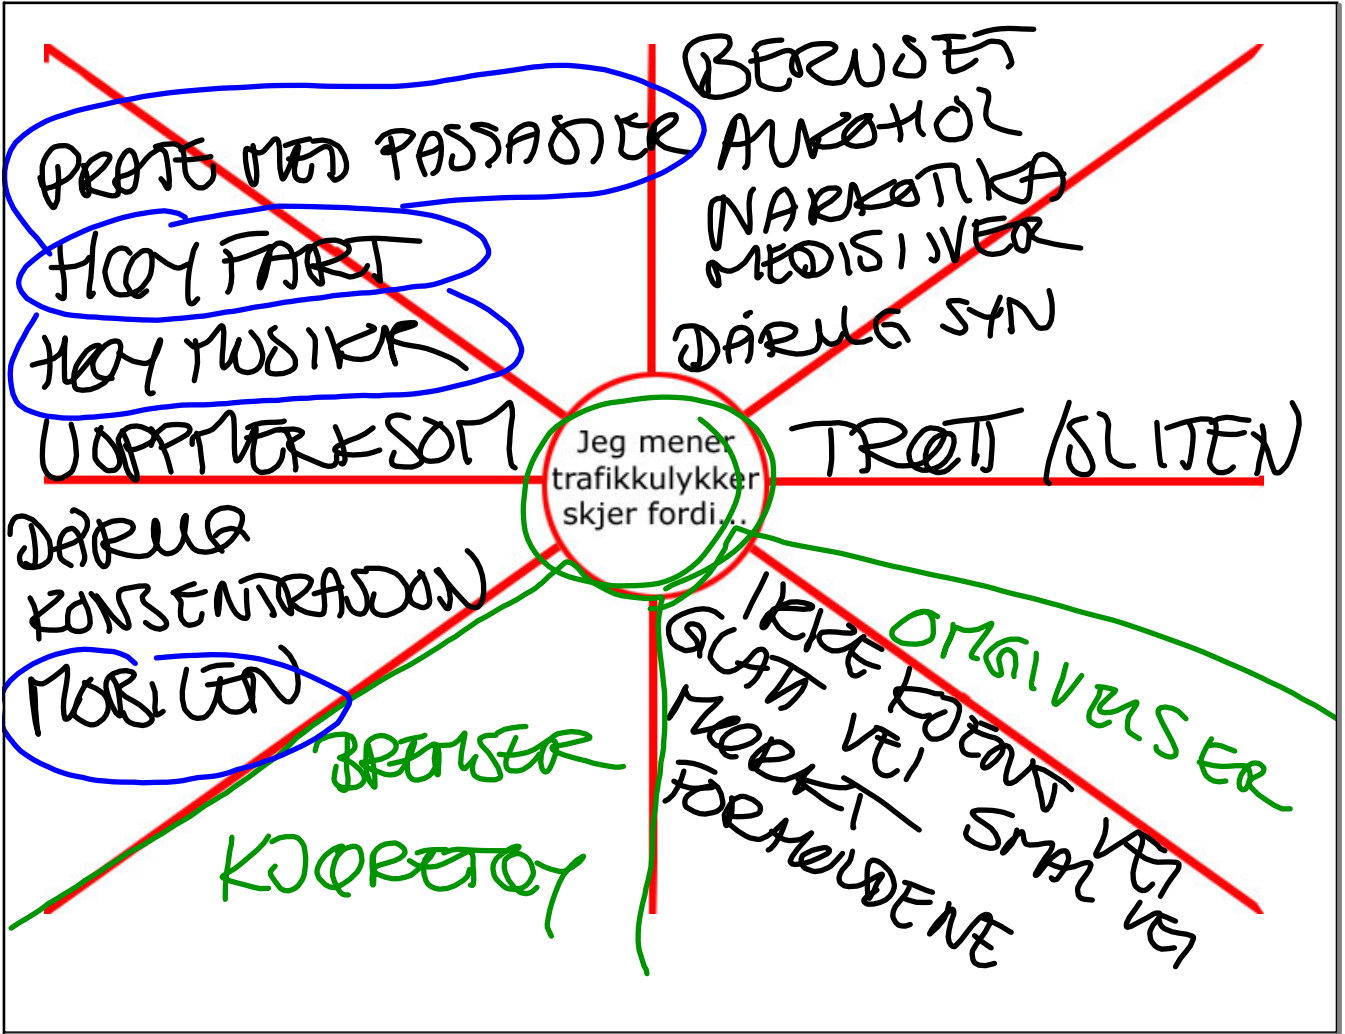 BERUSET
ALKOHOL
NARKOTIKA
MEDISINER
DÅRLIG SYN
PRATE MED PASSASJER
HØY FART
HØY MUSIKK
UOPPMERKSOM
Jeg mener
trafikkulykker
skjer fordi...
TRØTT / SLITEN
DÅRLIG
KONSENTRASJON
MOBILEN
BREMSER
KJØRETØY
OMGIVELSER
IKKE KJENT VEI
GLATT VEI SMAL VEI
MØRKT
FORHOLDENE